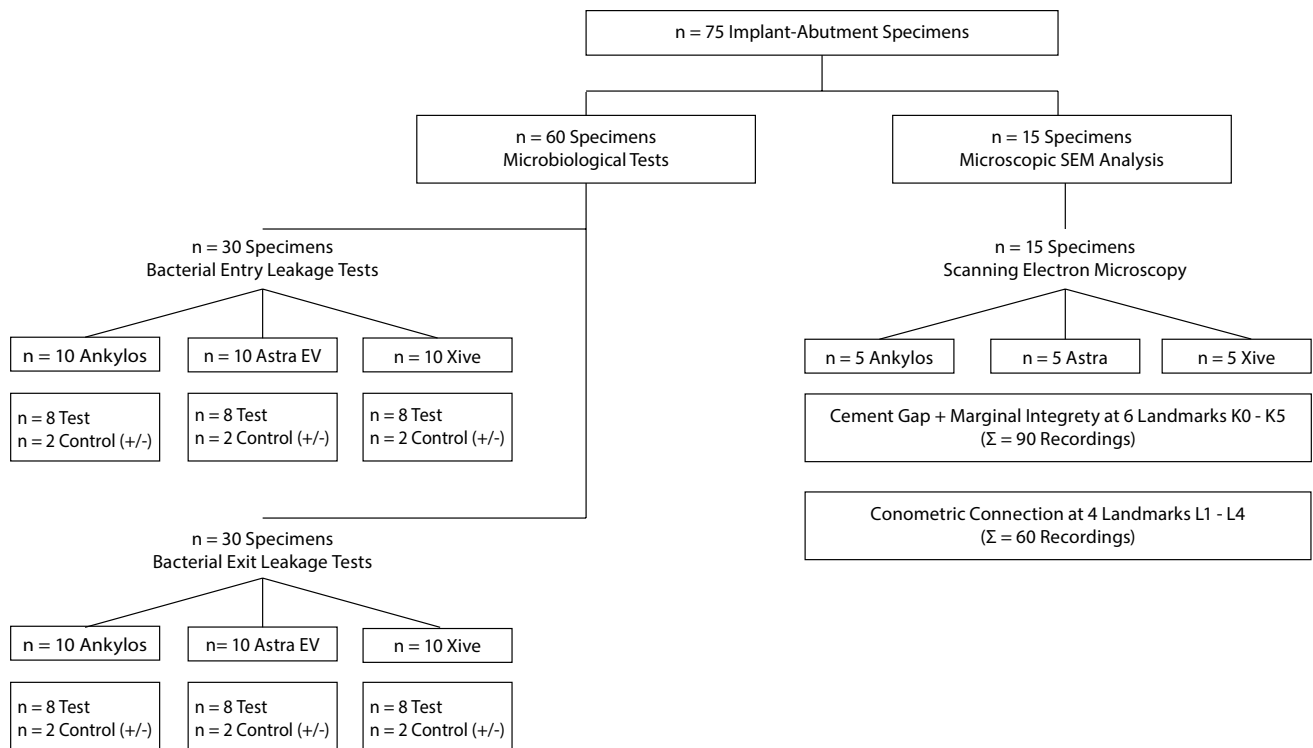 n = 75 Implant-Abutment Specimens
n = 60 Specimens
Microbiological Tests
n = 15 Specimens
Microscopic SEM Analysis
n = 30 Specimens
Bacterial Entry Leakage Tests
n = 10 Ankylos
n = 10 Astra EV
n = 10 Xive
n = 8 Test
n = 2 Control (+/-)
n = 8 Test
n = 2 Control (+/-)
n = 8 Test
n = 2 Control (+/-)
n = 15 Specimens
Scanning Electron Microscopy
n = 5 Ankylos
n = 5 Astra
n = 5 Xive
Cement Gap + Marginal Integrety at 6 Landmarks K0 - K5
(Σ = 90 Recordings)
Conometric Connection at 4 Landmarks L1 - L4
(Σ = 60 Recordings)
n = 30 Specimens
Bacterial Exit Leakage Tests
n = 10 Ankylos
n= 10 Astra EV
n = 10 Xive
n = 8 Test
n = 2 Control (+/-)
n = 8 Test
n = 2 Control (+/-)
n = 8 Test
n = 2 Control (+/-)